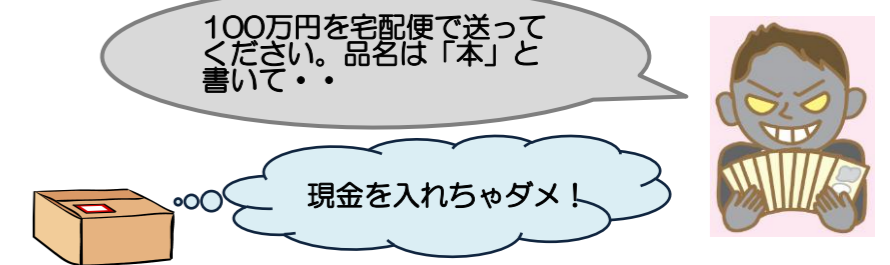 100万円を宅配便で送って
ください。品名は「本」と
書いて・・
現金を入れちゃダメ！